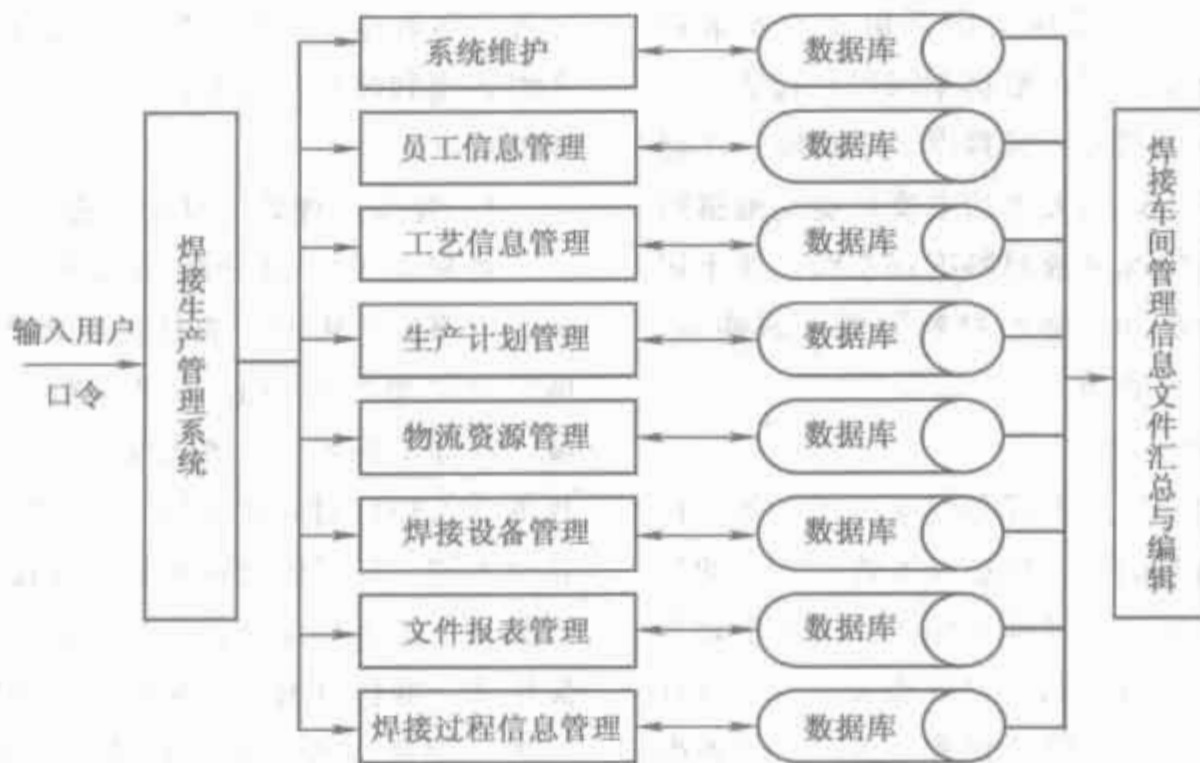 输入用户
口令
焊接生产管理系统
系统维护
数据库
员工信息管理
数据库
工艺信息管理
数据库
生产计划管理
数据库
物流资源管理
数据库
焊接设备管理
数据库
文件报表管理
数据库
焊接过程信息管理
数据库
焊接车间管理信息文件汇总与编辑